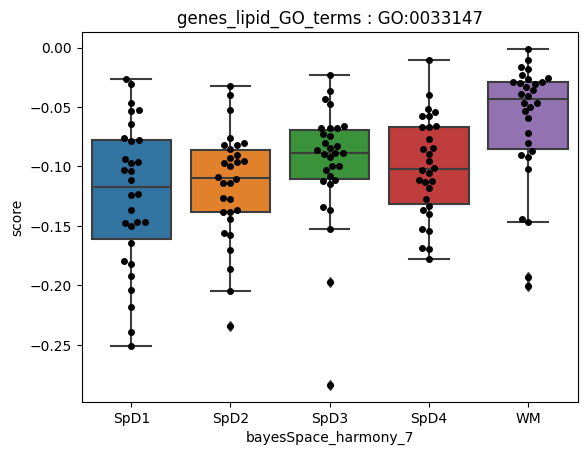 genes_lipid_GO_terms : GO:0033147
0.00
−0.05
−0.10
−0.15
−0.20
−0.25
score
SpD1 SpD2 SpD3 SpD4 WM
bayesSpace_harmony_7